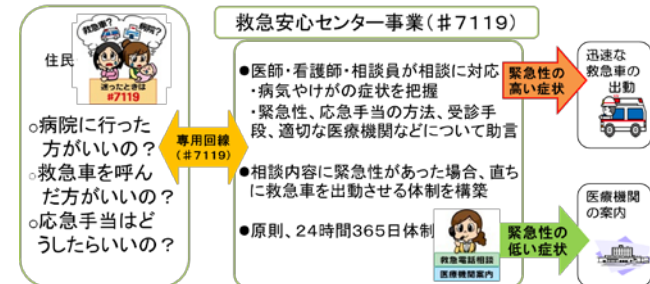 救急安心センター事業(＃7119)
救急車？
病院？
住民
迷ったときは
#7119
○病院に行った
方がいいの？
○救急車を呼ん
だ方がいいの？
○応急手当はど
うしたらいいの？
専用回線
(＃7119)
●医師・看護師・相談員が相談に対応
・病気やけがの症状を把握
・緊急性、応急手当の方法、受診手
段、適切な医療機関などについて助言
●相談内容に緊急性があった場合、直ち
に救急車を出動させる体制を構築
●原則、24時間365日体制
救急電話相談
医療機関案内
緊急性の
高い症状
迅速な
救急車の
出動
緊急性の
低い症状
医療機関
の案内